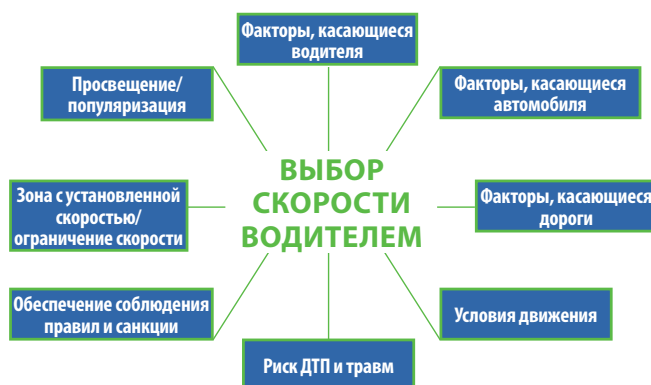 Факторы, касающиеся
водителя
Просвещение/
популяризация
Факторы, касающиеся
автомобиля
ВЫБОР
СКОРОСТИ
ВОДИТЕЛЕМ
Зона с установленной
скоростью/
ограничение скорости
Факторы, касающиеся
дороги
Обеспечение соблюдения
правил и санкции
Условия движения
Риск ДТП и травм